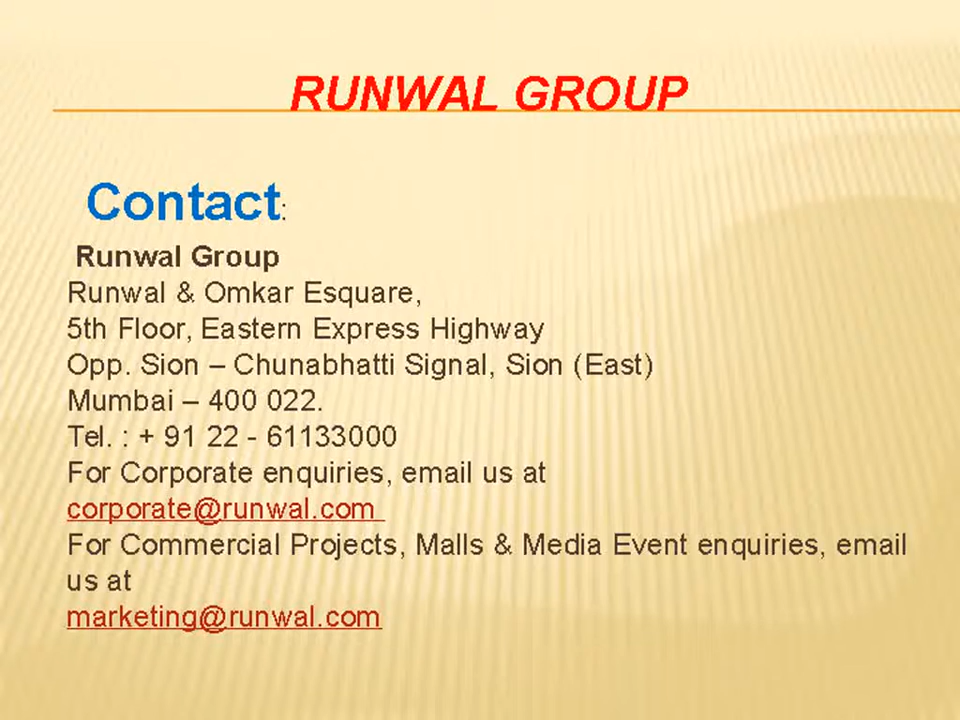 RUNWAL GROUP
Contact:
Runwal Group
Runwal & Omkar Esquare,
5th Floor, Eastern Express Highway
Opp. Sion – Chunabhatti Signal, Sion (East)
Mumbai – 400 022.
Tel. : + 91 22 - 61133000
For Corporate enquiries, email us at
corporate@runwal.com
For Commercial Projects, Malls & Media Event enquiries, email
us at
marketing@runwal.com